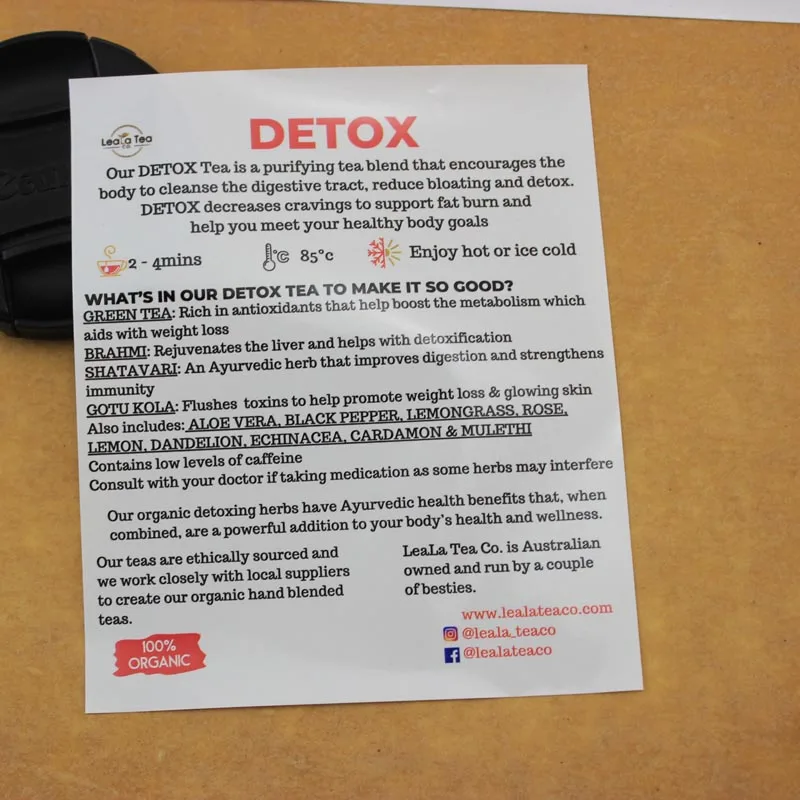 LeaLa Tea
CO.
DETOX
Our DETOX Tea is a purifying tea blend that encourages the
body to cleanse the digestive tract, reduce bloating and detox.
DETOX decreases cravings to support fat burn and
help you meet your healthy body goals
2 - 4mins
°C 85°c
Enjoy hot or ice cold
WHAT'S IN OUR DETOX TEA TO MAKE IT SO GOOD?
GREEN TEA: Rich in antioxidants that help boost the metabolism which
aids with weight loss
BRAHMI: Rejuvenates the liver and helps with detoxification
SHATAVARI: An Ayurvedic herb that improves digestion and strengthens
immunity
GOTU KOLA: Flushes toxins to help promote weight loss & glowing skin
Also includes: ALOE VERA, BLACK PEPPER, LEMONGRASS, ROSE,
LEMON, DANDELION, ECHINACEA, CARDAMON & MULETHI
Contains low levels of caffeine
Consult with your doctor if taking medication as some herbs may interfere
Our organic detoxing herbs have Ayurvedic health benefits that, when
combined, are a powerful addition to your body's health and wellness.
Our teas are ethically sourced and
we work closely with local suppliers
to create our organic hand blended
teas.
LeaLa Tea Co. is Australian
owned and run by a couple
of besties.
100%
ORGANIC
www.lealateaco.com
@leala_teaco
@lealateaco